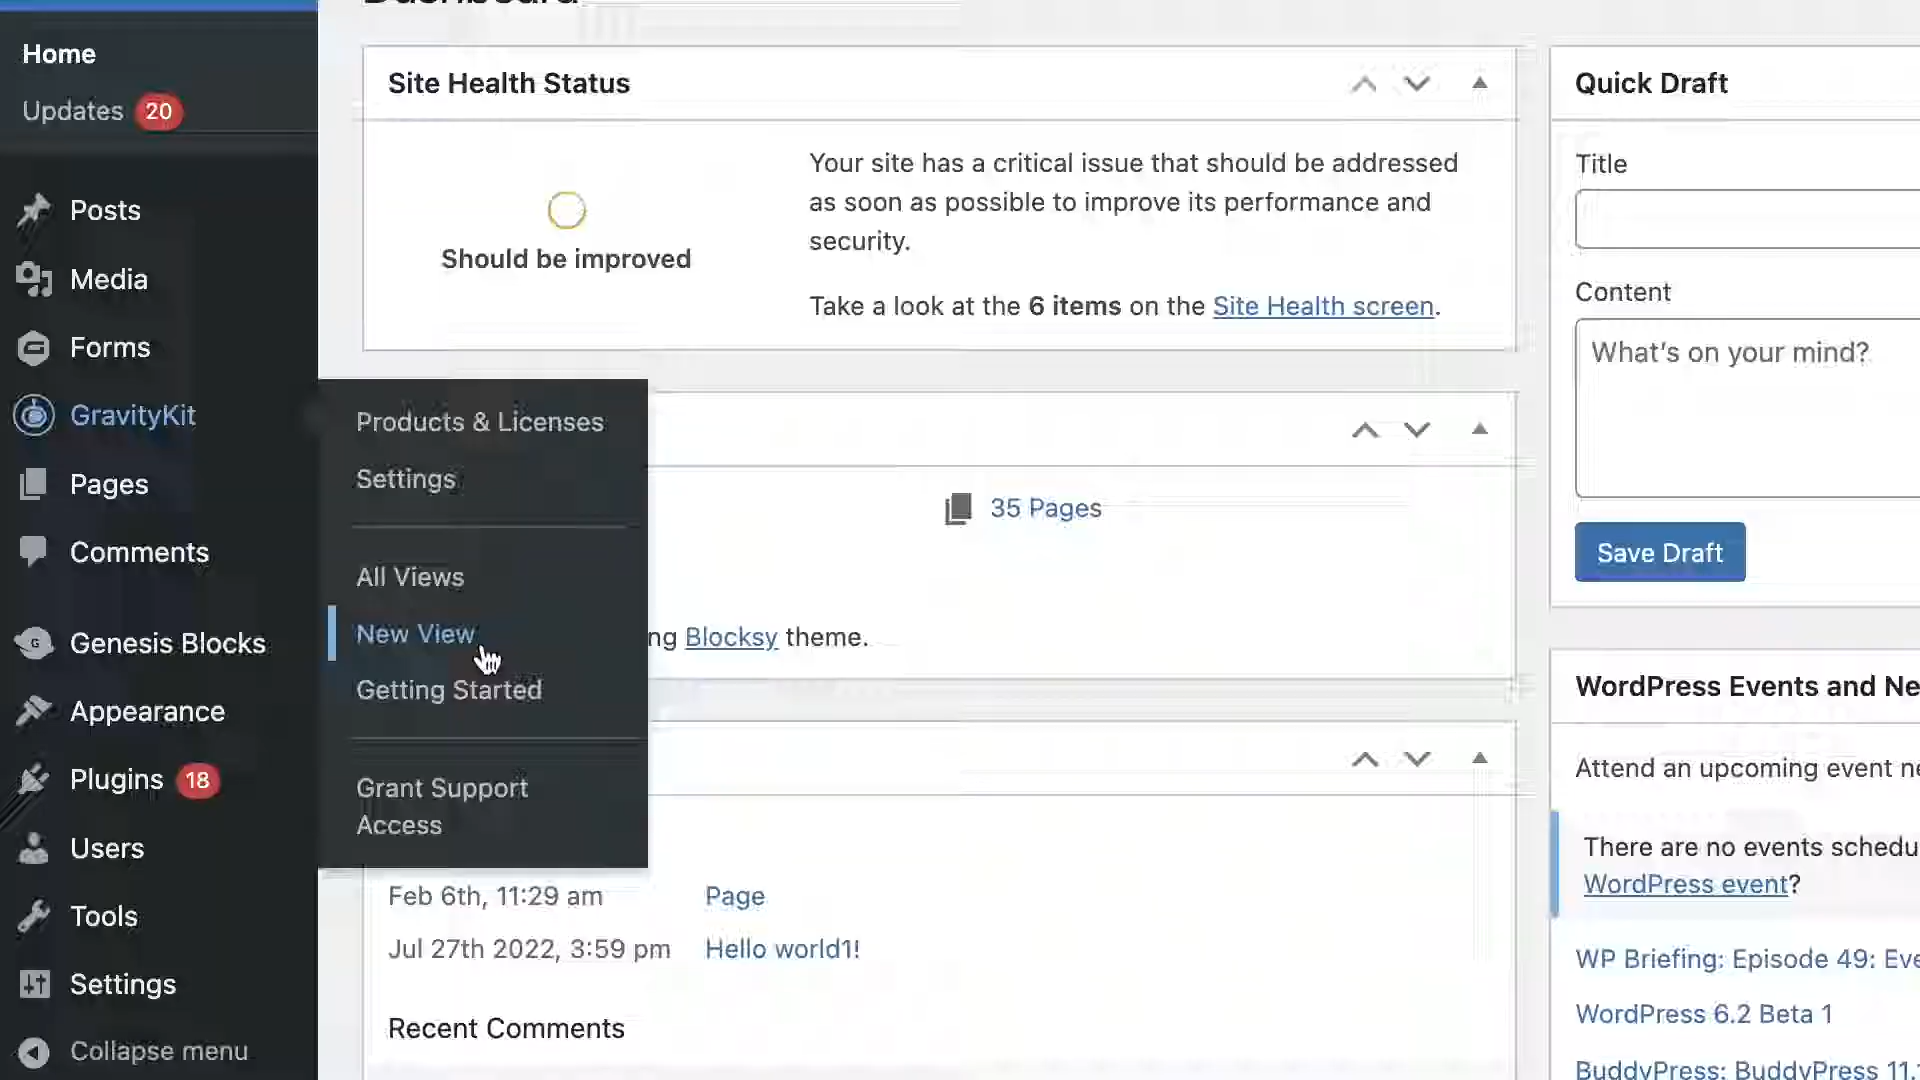 Dashboard
Home
Updates 20
Posts
Media
Forms
GravityKit
Pages
Comments
Genesis Blocks
Appearance
Plugins 18
Users
Tools
Settings
Collapse menu
Products & Licenses
Settings
All Views
New View
Getting Started
Grant Support
Access
Site Health Status
Should be improved
Your site has a critical issue that should be addressed
as soon as possible to improve its performance and
security.
Take a look at the 6 items on the Site Health screen.
35 Pages
ng Blocksy theme.
Feb 6th, 11:29 am Page
Jul 27th 2022, 3:59 pm Hello world1!
Recent Comments
Quick Draft
Title
Content
What's on your mind?
Save Draft
WordPress Events and Ne
Attend an upcoming event ne
There are no events schedu
WordPress event?
WP Briefing: Episode 49: Eve
WordPress 6.2 Beta 1
BuddyPress: BuddyPress 11.